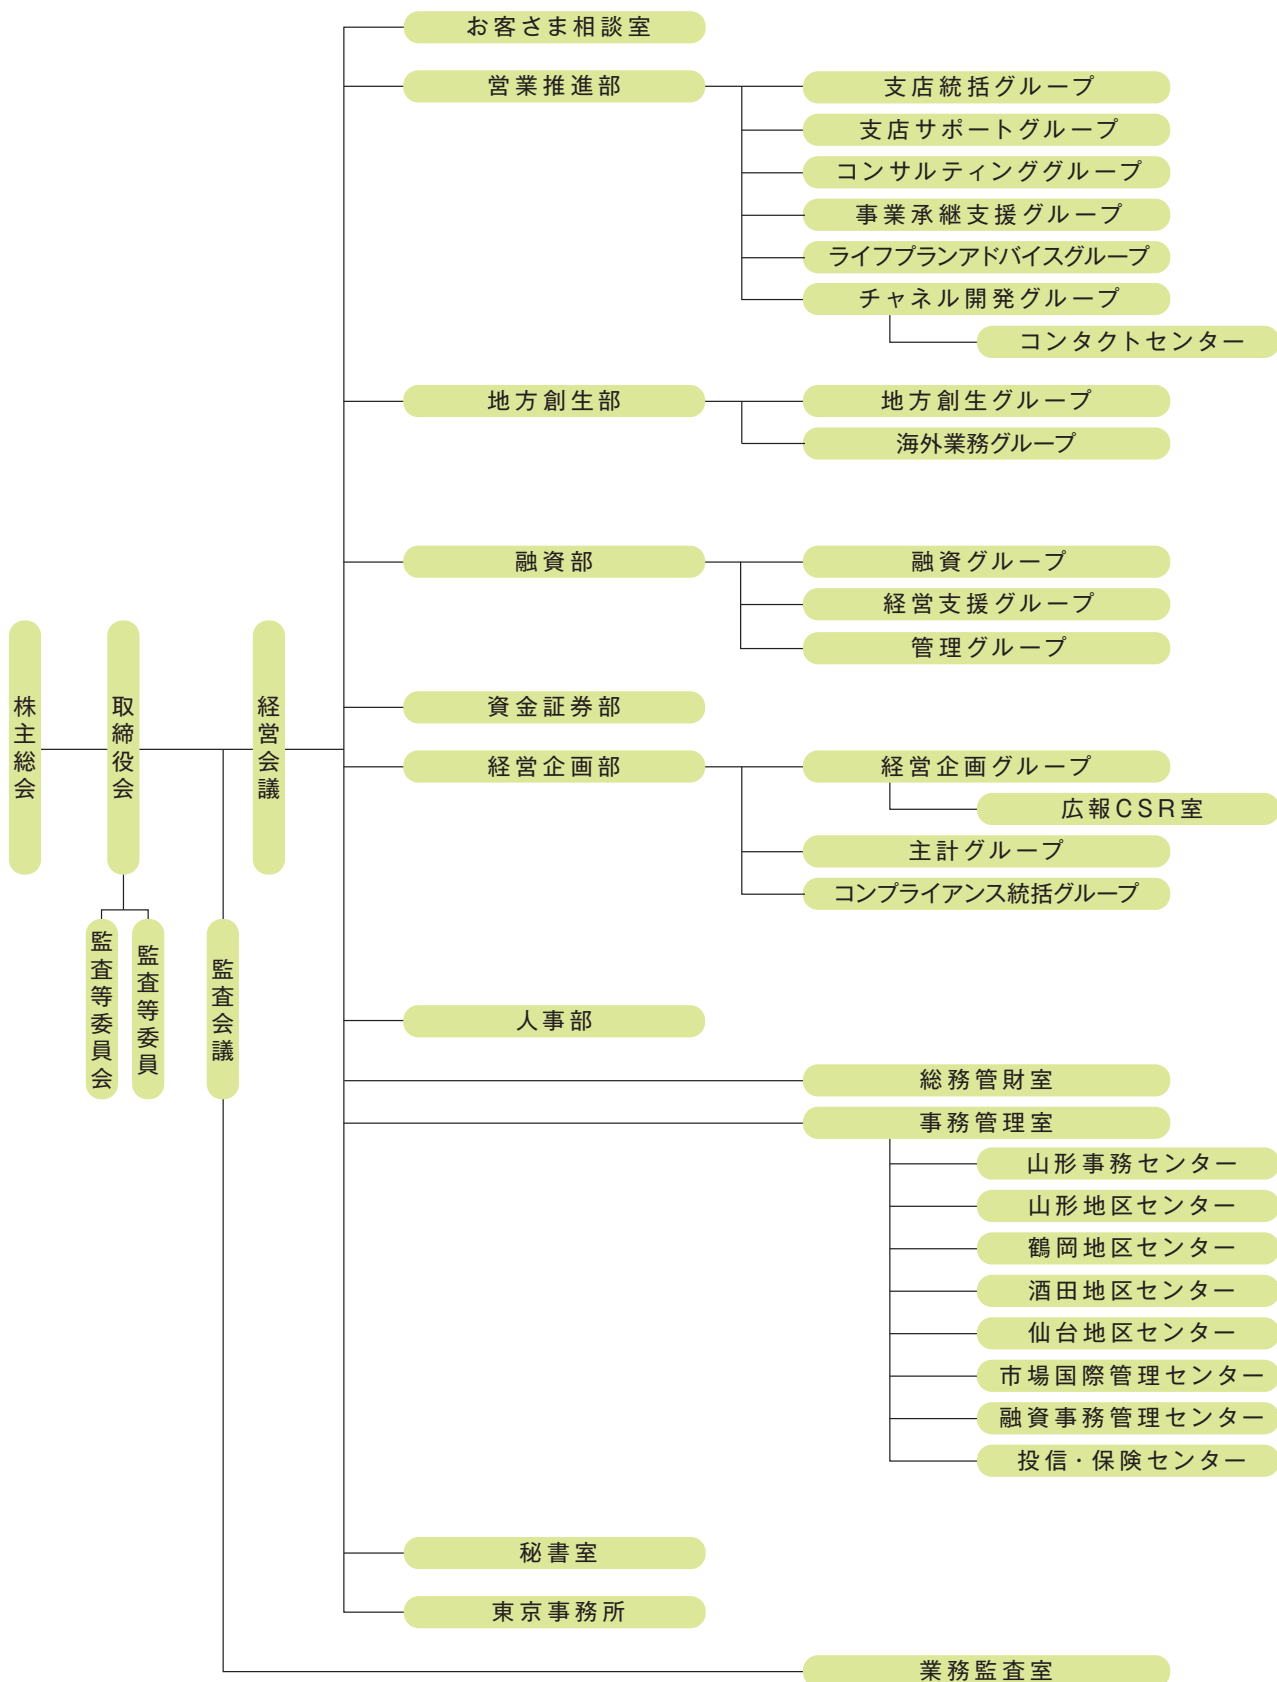 お客さま相談室
営業推進部
支店統括グループ
支店サポートグループ
コンサルティンググループ
事業承継支援グループ
ライフプランアドバイスグループ
チャネル開発グループ
コンタクトセンター
地方創生部
地方創生グループ
海外業務グループ
融資部
融資グループ
経営支援グループ
管理グループ
株主総会
取締役会
経営会議
資金証券部
経営企画部
経営企画グループ
広報CSR室
主計グループ
コンプライアンス統括グループ
監査等委員会
監査等委員
監査会議
人事部
総務管財室
事務管理室
山形事務センター
山形地区センター
鶴岡地区センター
酒田地区センター
仙台地区センター
市場国際管理センター
融資事務管理センター
投信・保険センター
秘書室
東京事務所
業務監査室